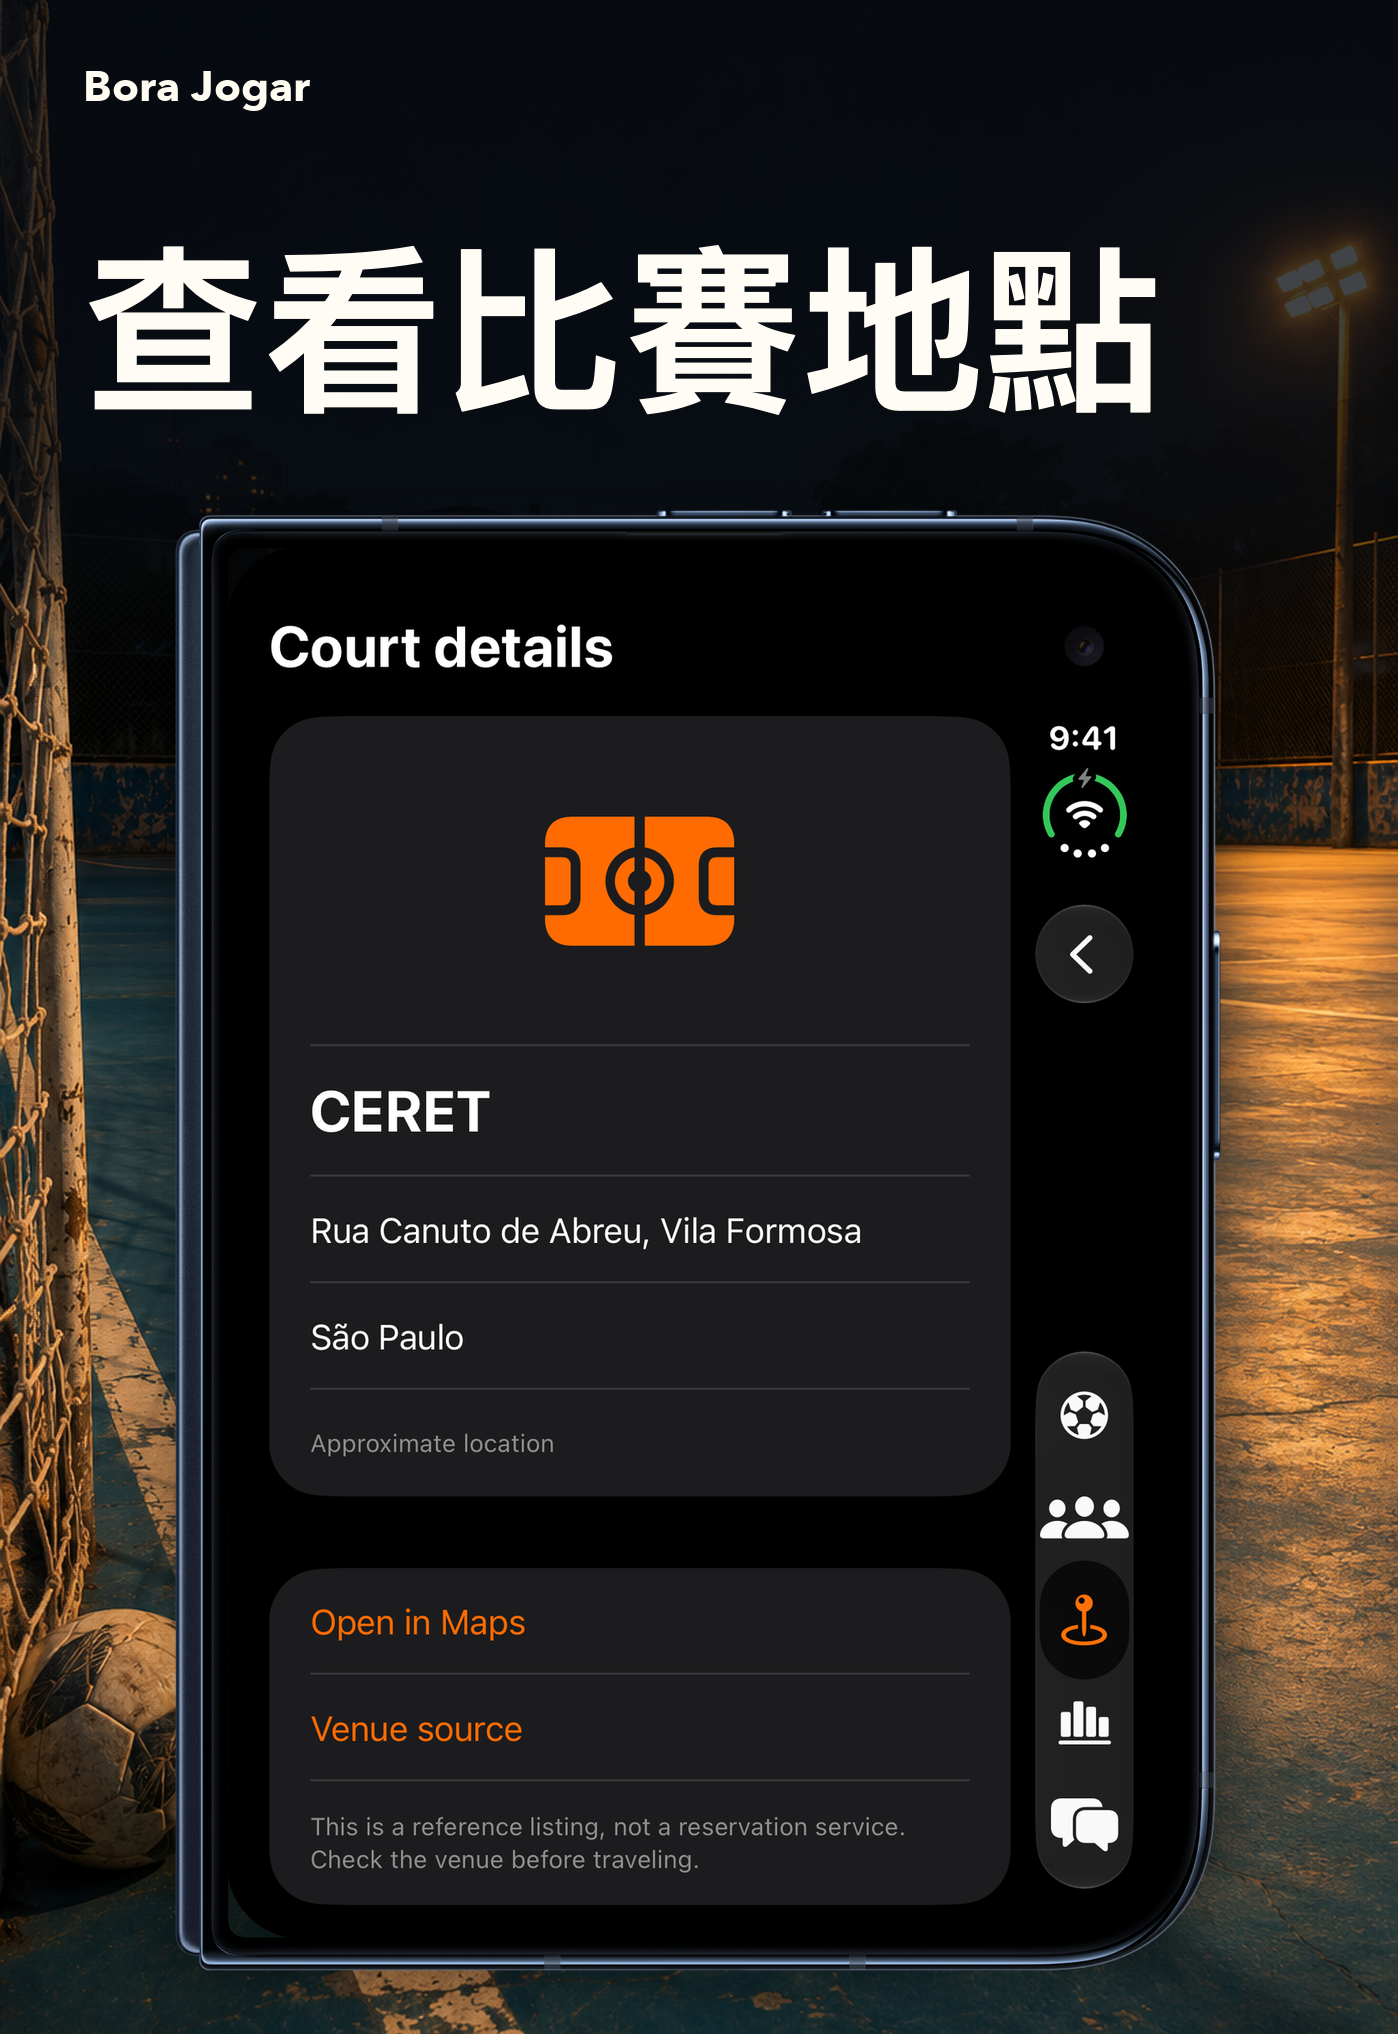 Bora Jogar
查看比賽地點
Court details
9:41
CERET
Rua Canuto de Abreu, Vila Formosa
São Paulo
Approximate location
Open in Maps
Venue source
This is a reference listing, not a reservation service.
Check the venue before traveling.